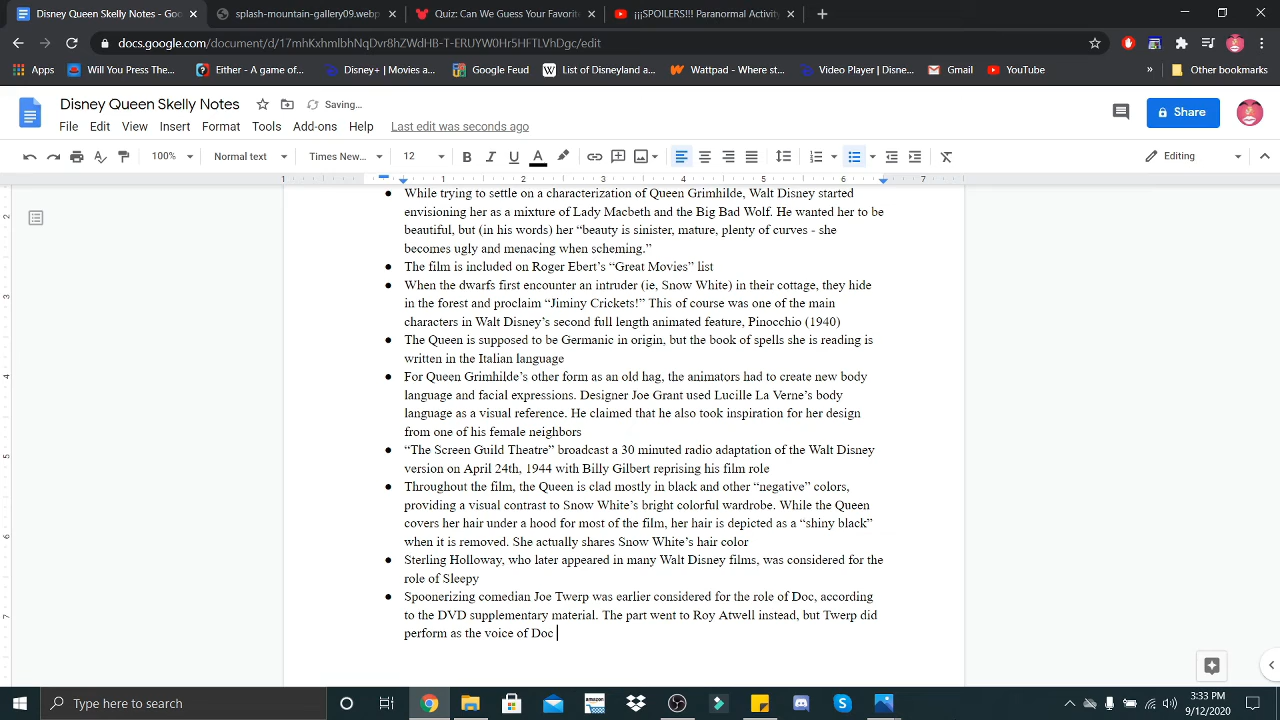 Disney Queen Skelly Notes - Goo
splash-mountain-gallery09.webp
Quiz: Can We Guess Your Favorit
¡¡¡SPOILERS!!! Paranormal Activity
docs.google.com/document/d/17mhKxhmlbhNqDvr8hZWdHB-T-ERUYW0Hr5HFTLVhDgc/edit
Apps
Will You Press The...
Either - A game of...
Disney+ | Movies a...
Google Feud
List of Disneyland a...
Wattpad - Where st...
Video Player | Disne...
Gmail
YouTube
»
Other bookmarks
Disney Queen Skelly Notes
Saving...
File Edit View Insert Format Tools Add-ons Help Last edit was seconds ago
Share
100% Normal text Times New... 12 B I U A Editing
1 1 2 3 4 5 6 7
2
3
4
5
6
7
● While trying to settle on a characterization of Queen Grimhilde, Walt Disney started
envisioning her as a mixture of Lady Macbeth and the Big Bad Wolf. He wanted her to be
beautiful, but (in his words) her “beauty is sinister, mature, plenty of curves - she
becomes ugly and menacing when scheming.”
● The film is included on Roger Ebert’s “Great Movies” list
● When the dwarfs first encounter an intruder (ie, Snow White) in their cottage, they hide
in the forest and proclaim “Jiminy Crickets!” This of course was one of the main
characters in Walt Disney’s second full length animated feature, Pinocchio (1940)
● The Queen is supposed to be Germanic in origin, but the book of spells she is reading is
written in the Italian language
● For Queen Grimhilde’s other form as an old hag, the animators had to create new body
language and facial expressions. Designer Joe Grant used Lucille La Verne’s body
language as a visual reference. He claimed that he also took inspiration for her design
from one of his female neighbors
● “The Screen Guild Theatre” broadcast a 30 minuted radio adaptation of the Walt Disney
version on April 24th, 1944 with Billy Gilbert reprising his film role
● Throughout the film, the Queen is clad mostly in black and other “negative” colors,
providing a visual contrast to Snow White’s bright colorful wardrobe. While the Queen
covers her hair under a hood for most of the film, her hair is depicted as a “shiny black”
when it is removed. She actually shares Snow White’s hair color
● Sterling Holloway, who later appeared in many Walt Disney films, was considered for the
role of Sleepy
● Spoonerizing comedian Joe Twerp was earlier considered for the role of Doc, according
to the DVD supplementary material. The part went to Roy Atwell instead, but Twerp did
perform as the voice of Doc
Type here to search
amazon
3:33 PM
9/12/2020